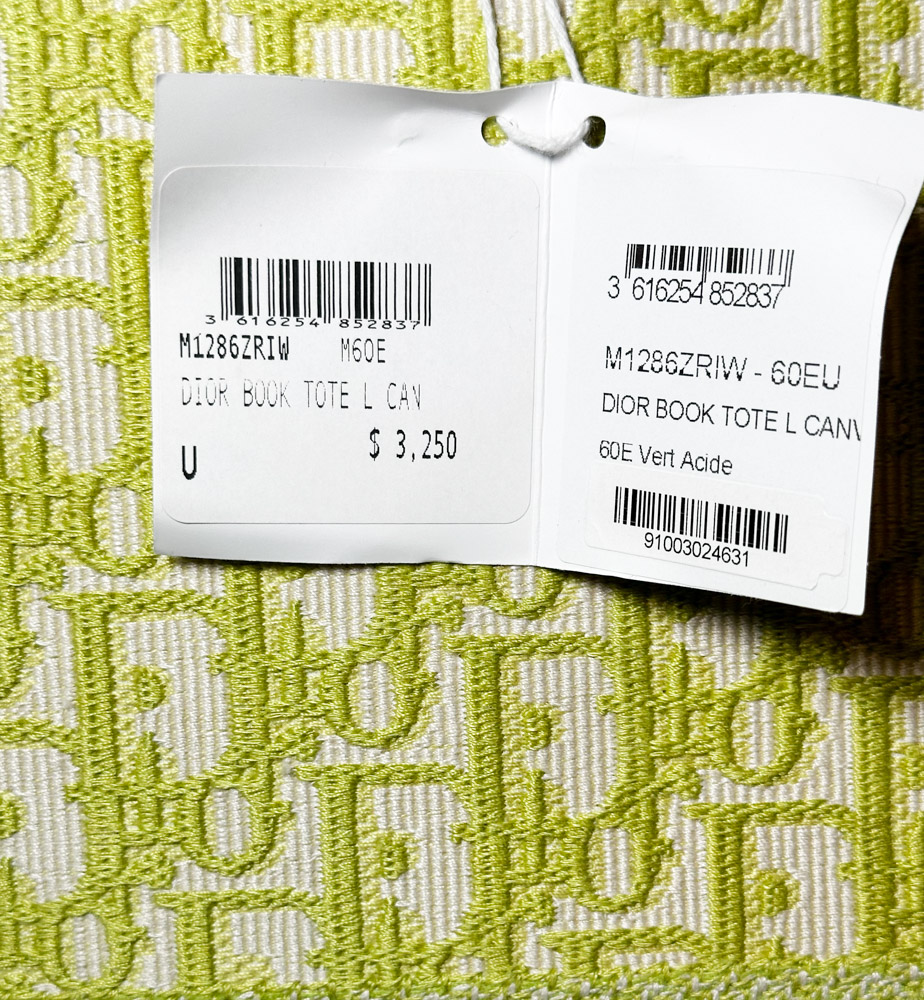 3 616254 852837
M1286ZRIW M60E
DIOR BOOK TOTE L CAN
$ 3,250
U
3 616254 852837
M1286ZRIW - 60EU
DIOR BOOK TOTE L CANV
60E Vert Acide
91003024631